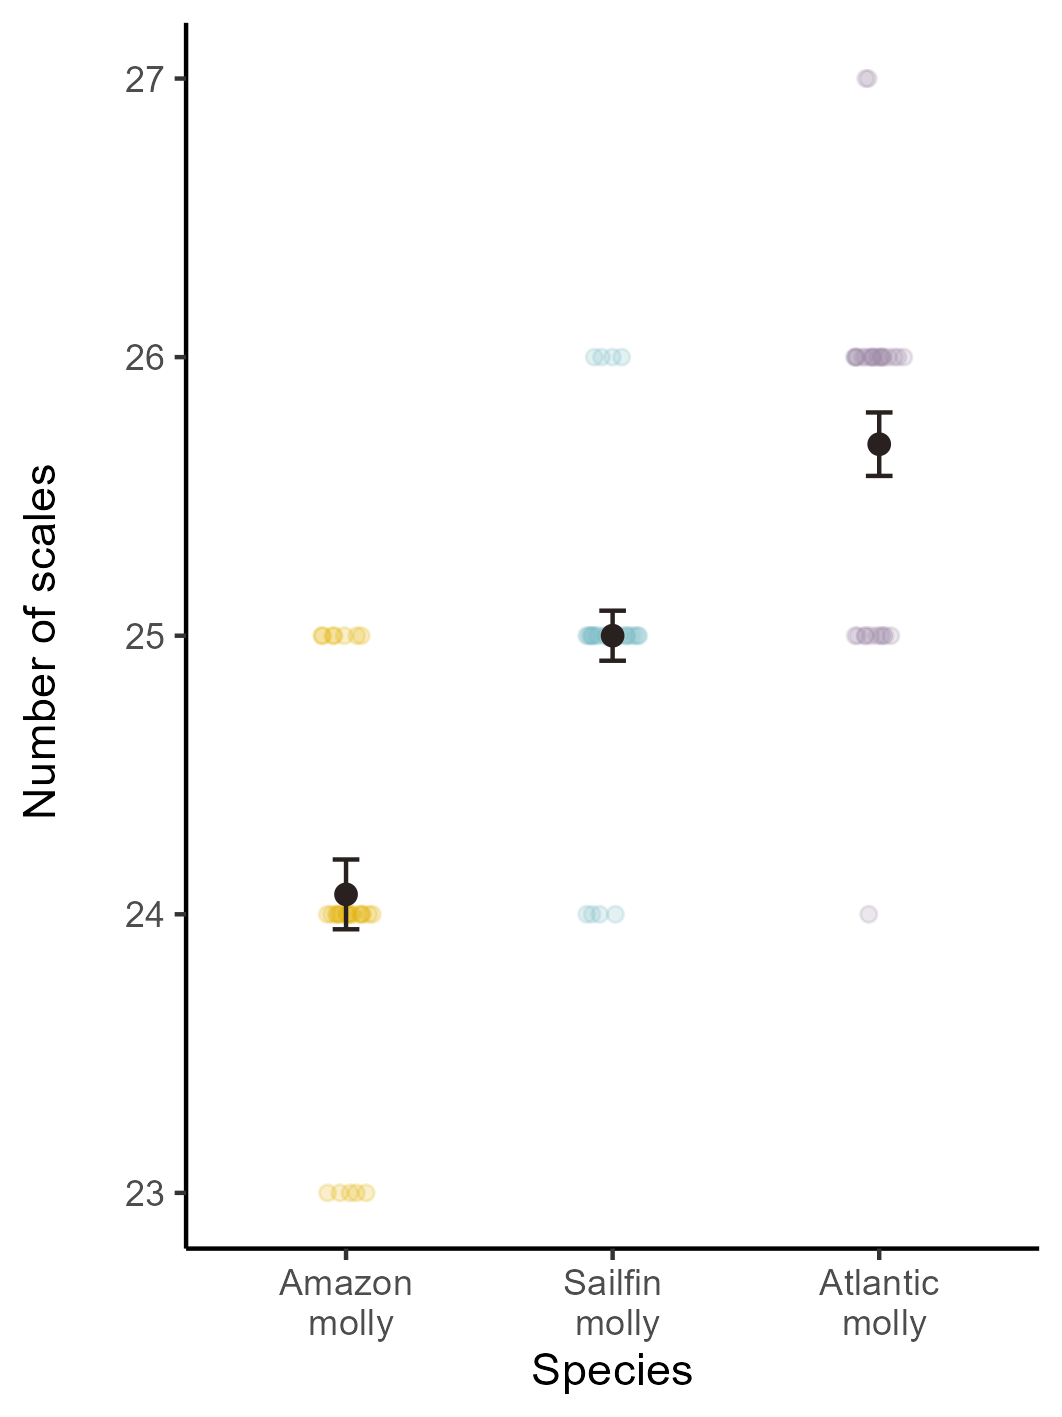 27
26
25
24
23
Number of scales
Amazon molly
Sailfin molly
Atlantic molly
Species